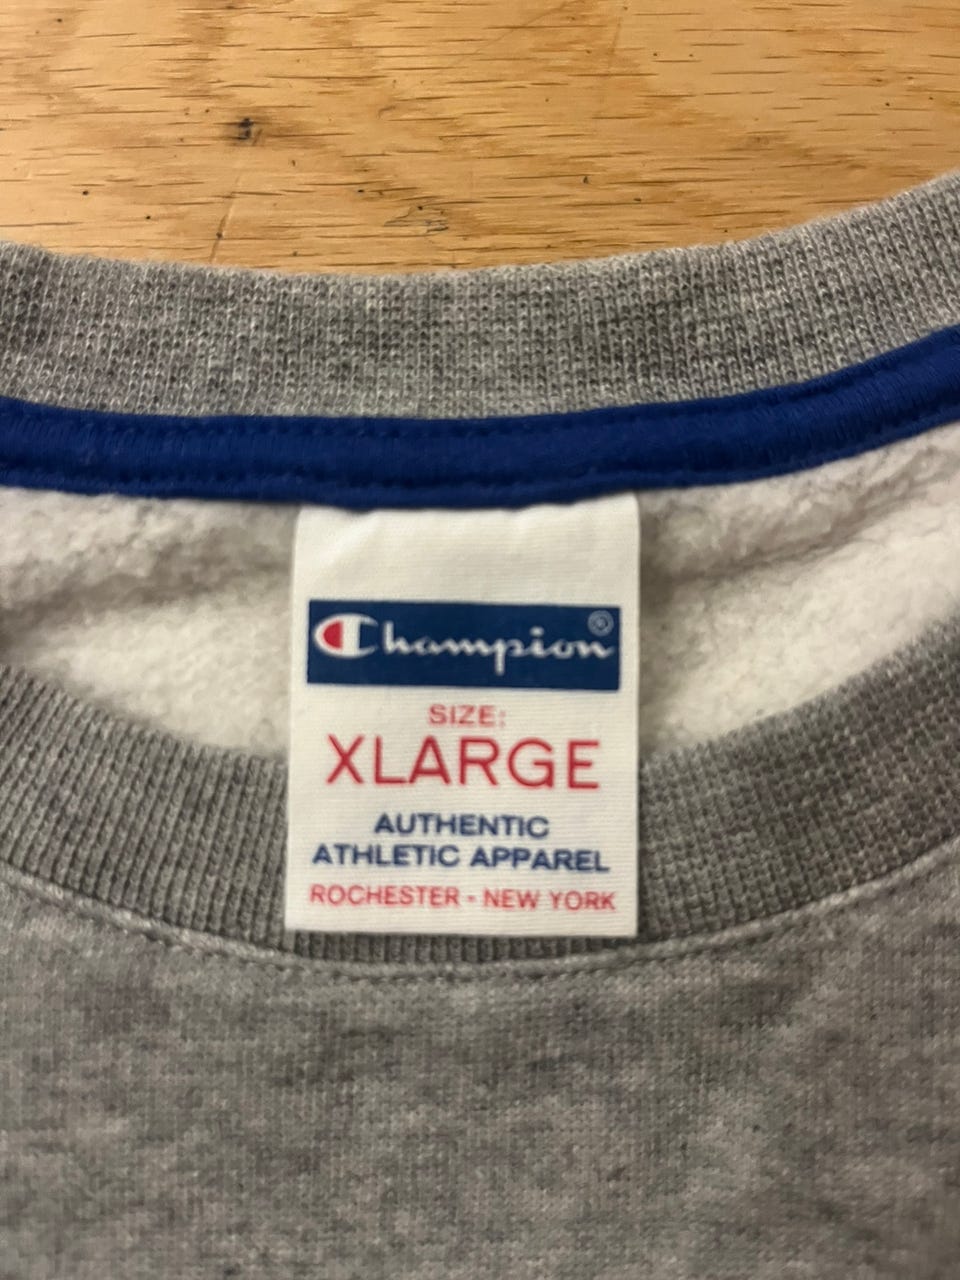 Champion®
SIZE:
XLARGE
AUTHENTIC
ATHLETIC APPAREL
ROCHESTER - NEW YORK